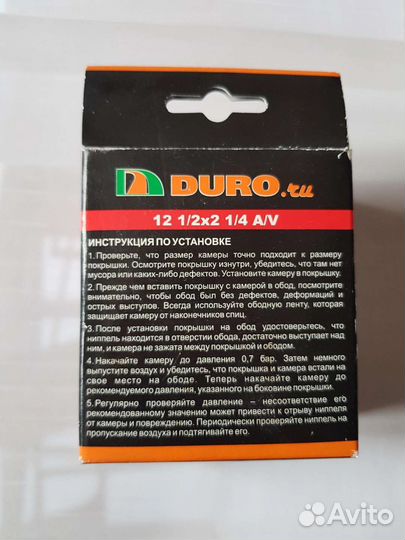 DURO.ru
12 1/2x2 1/4 A/V
ИНСТРУКЦИЯ ПО УСТАНОВКЕ
1.Проверьте, что размер камеры точно подходит к размеру
покрышки. Осмотрите покрышку изнутри, убедитесь, что там нет
мусора или каких-либо дефектов. Установите камеру в покрышку.
2.Прежде чем вставить покрышку с камерой в обод, посмотрите
внимательно, чтобы обод был без дефектов, деформаций и
острых выступов. Всегда используйте ободную ленту, которая
защищает камеру от наконечников спиц.
3.После установки покрышки на обод удостоверьтесь, что
ниппель находится в отверстии обода, достаточно выступает над
ним, и камера не зажата между покрышкой и ободом.
4.Накачайте камеру до давления 0,7 бар. Затем немного
выпустите воздух и убедитесь, что покрышка и камера встали на
свое место на ободе. Теперь накачайте камеру до
рекомендуемого давления, указанного на боковине покрышки.
5.Регулярно проверяйте давление – несоответствие его
рекомендованному значению может привести к отрыву ниппеля
от камеры и повреждению. Периодически проверяйте ниппель на
пропускание воздуха и подтягивайте его.
Avito